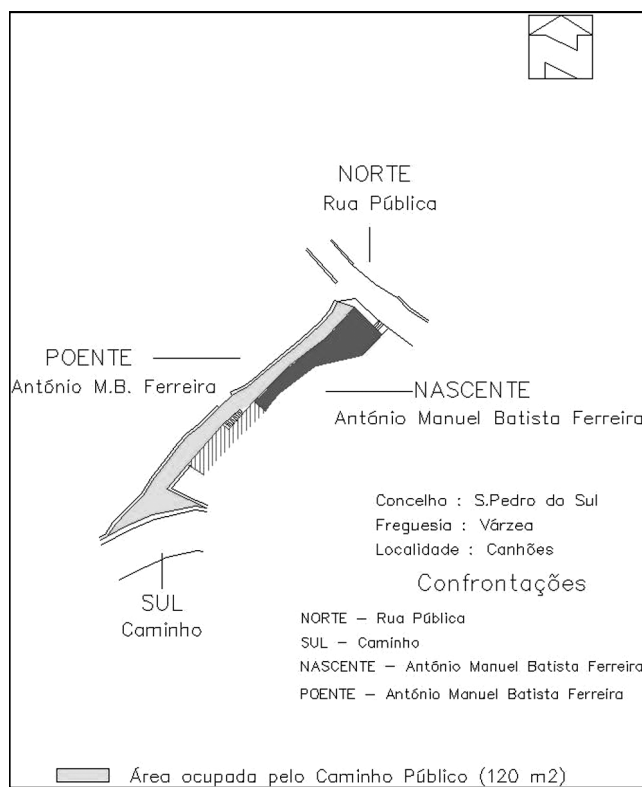 NORTE
Rua Pública
POENTE
António M.B. Ferreira
NASCENTE
António Manuel Batista Ferreira
Concelho : S.Pedro do Sul
Freguesia : Várzea
Localidade : Canhões
Confrontações
SUL
Caminho
NORTE – Rua Pública
SUL – Caminho
NASCENTE – António Manuel Batista Ferreira
POENTE – António Manuel Batista Ferreira
Área ocupada pelo Caminho Público (120 m2)